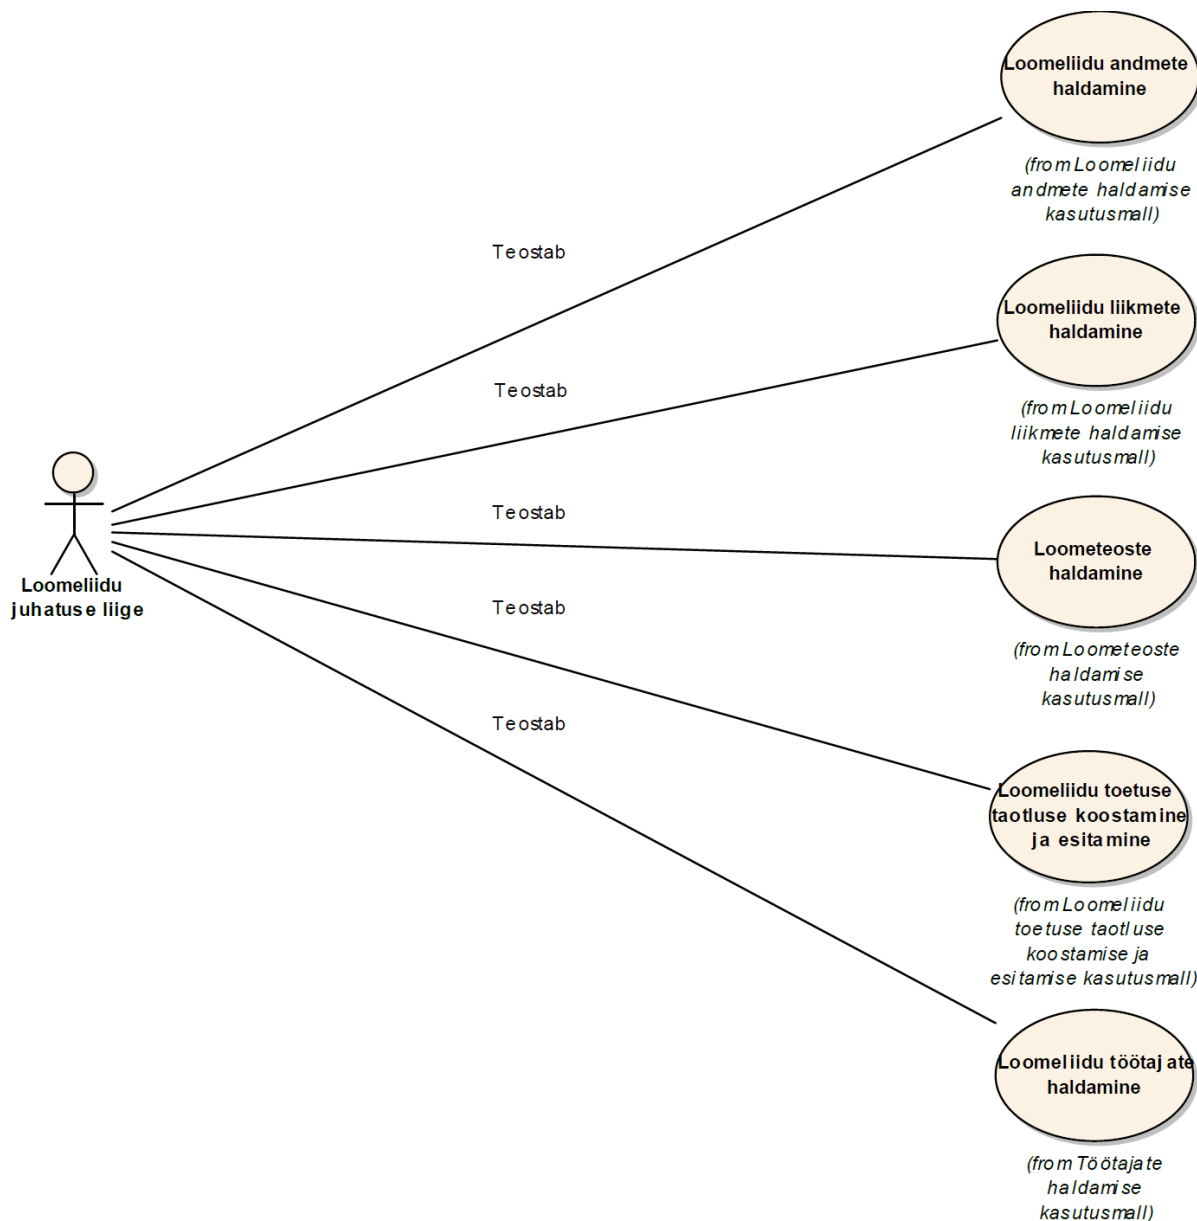 Loomeliidu andmete
haldamine
(from Loomeliidu
andmete haldamise
kasutusmall)
Teostab
Loomeliidu liikmete
haldamine
(from Loomeliidu
liikmete haldamise
kasutusmall)
Teostab
Loomeliidu
juhatuse liige
Teostab
Loometeoste
haldamine
(from Loometeoste
haldamise
kasutusmall)
Teostab
Loomeliidu toetuse
taotluse koostamine
ja esitamine
(from Loomeliidu
toetuse taotluse
koostamise ja
esitamise kasutusmall)
Teostab
Loomeliidu töötajate
haldamine
(from Töötajate
haldamise
kasutusmall)